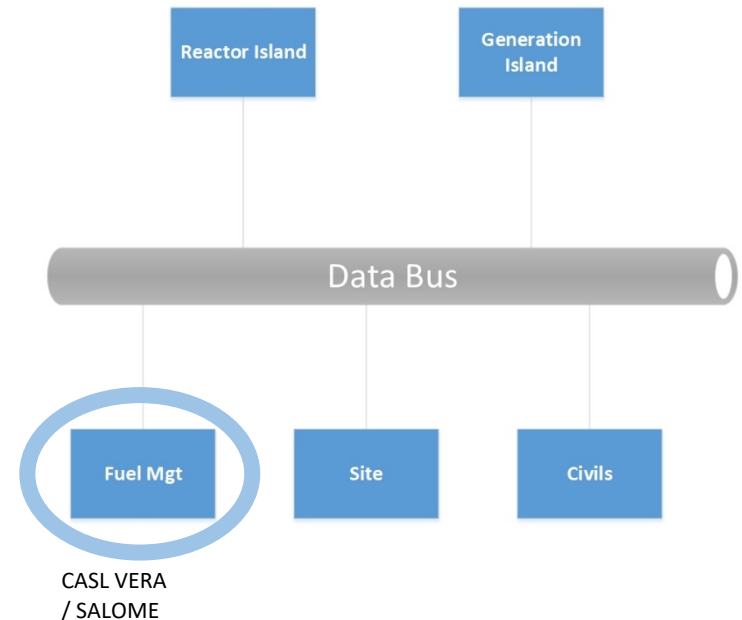 Reactor Island
Generation
Island
Data Bus
Fuel Mgt
Site
Civils
CASL VERA
/ SALOME